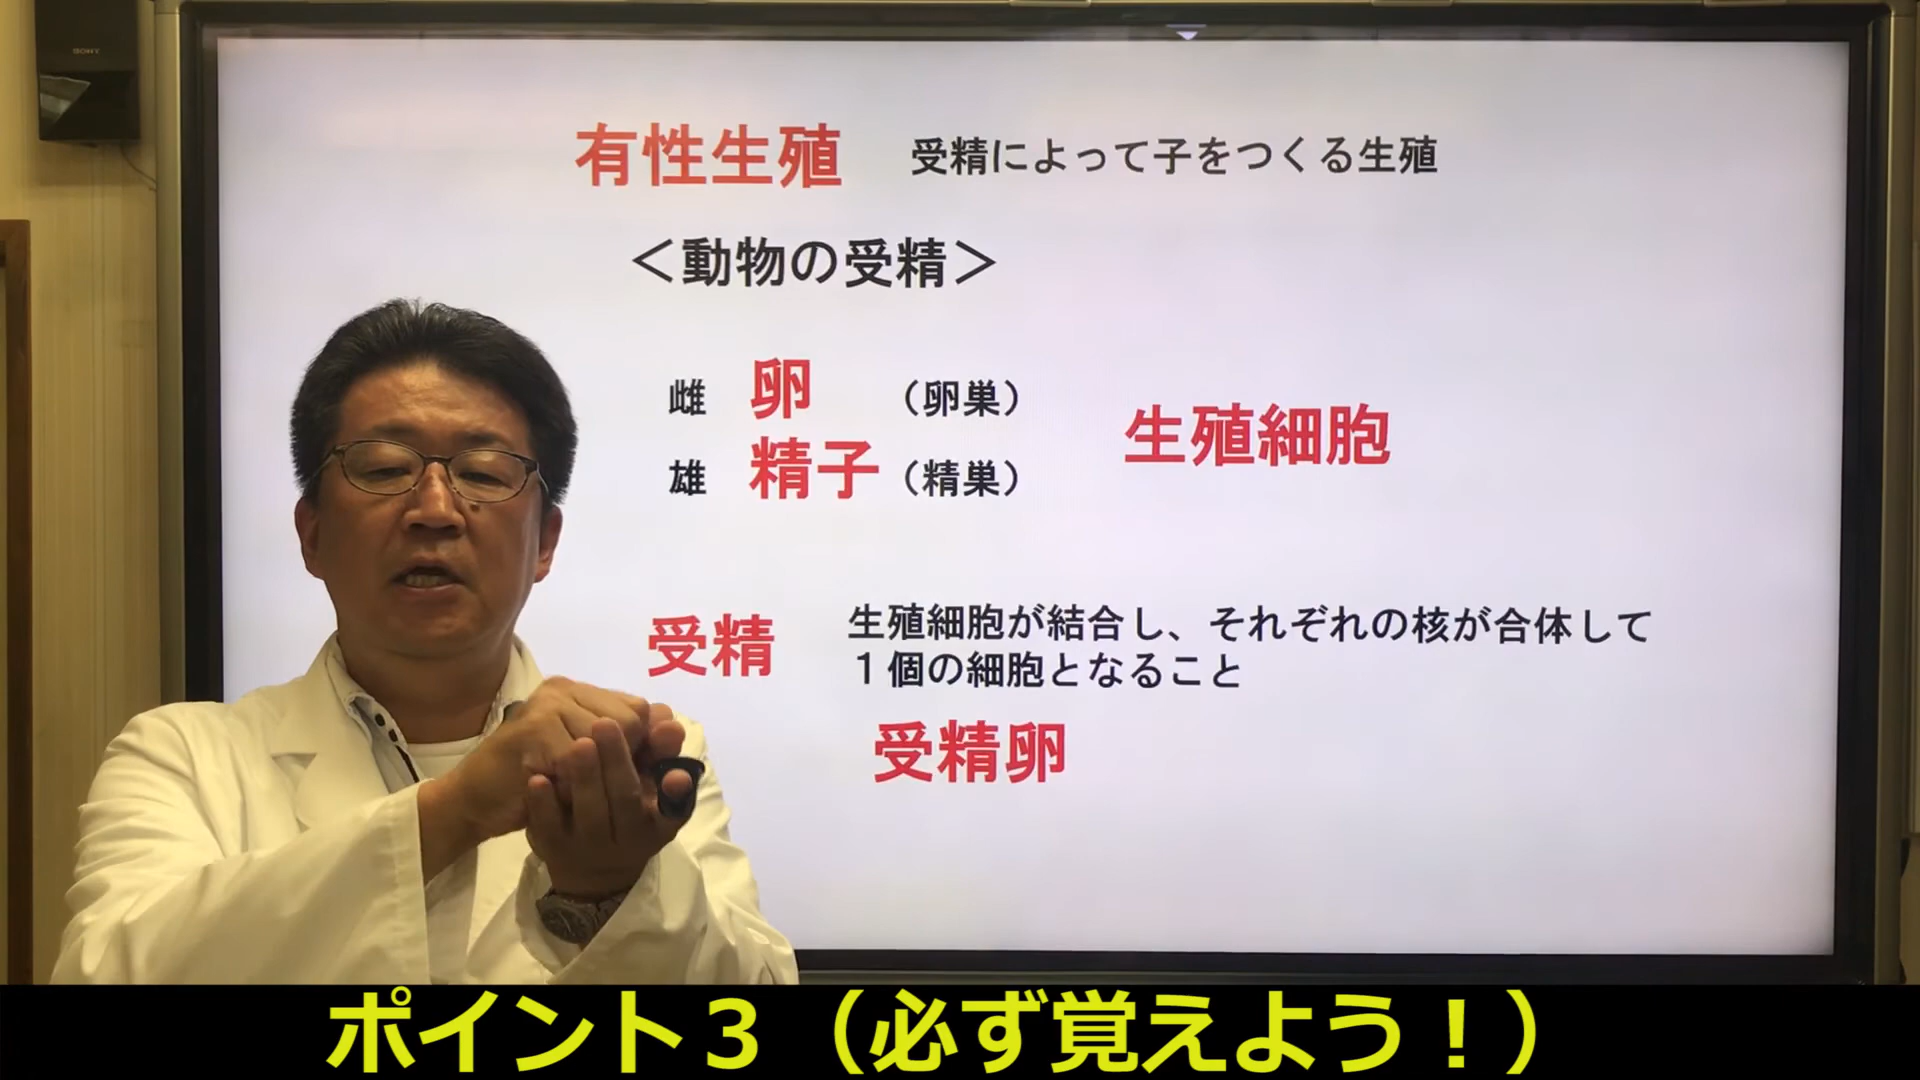 SONY
有性生殖 受精によって子をつくる生殖
＜動物の受精＞
雌 卵 （卵巣）
雄 精子 （精巣）
生殖細胞
受精 生殖細胞が結合し、それぞれの核が合体して
１個の細胞となること
受精卵
ポイント３（必ず覚えよう！）